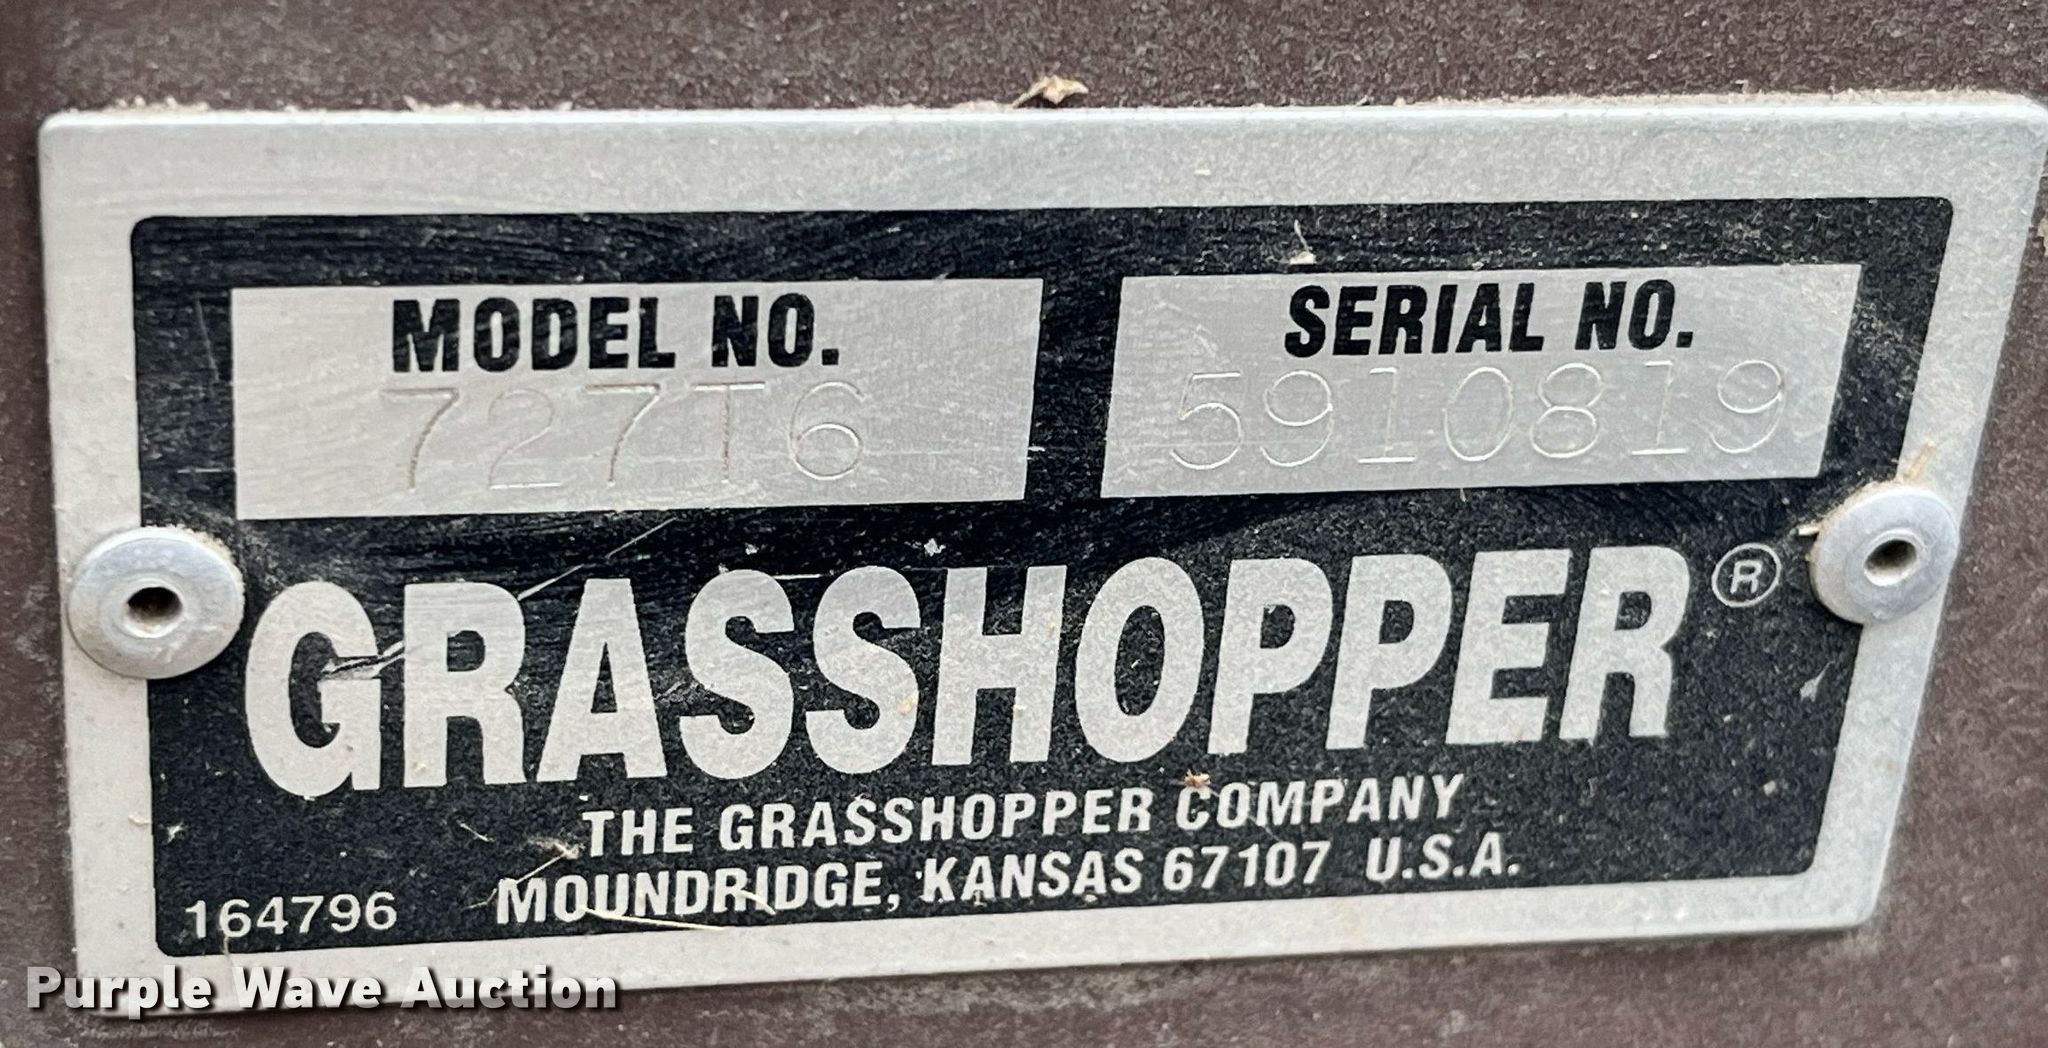 MODEL NO.
727T6
SERIAL NO.
5910819
GRASSHOPPER®
THE GRASSHOPPER COMPANY
MOUNDRIDGE, KANSAS 67107 U.S.A.
164796
Purple Wave Auction